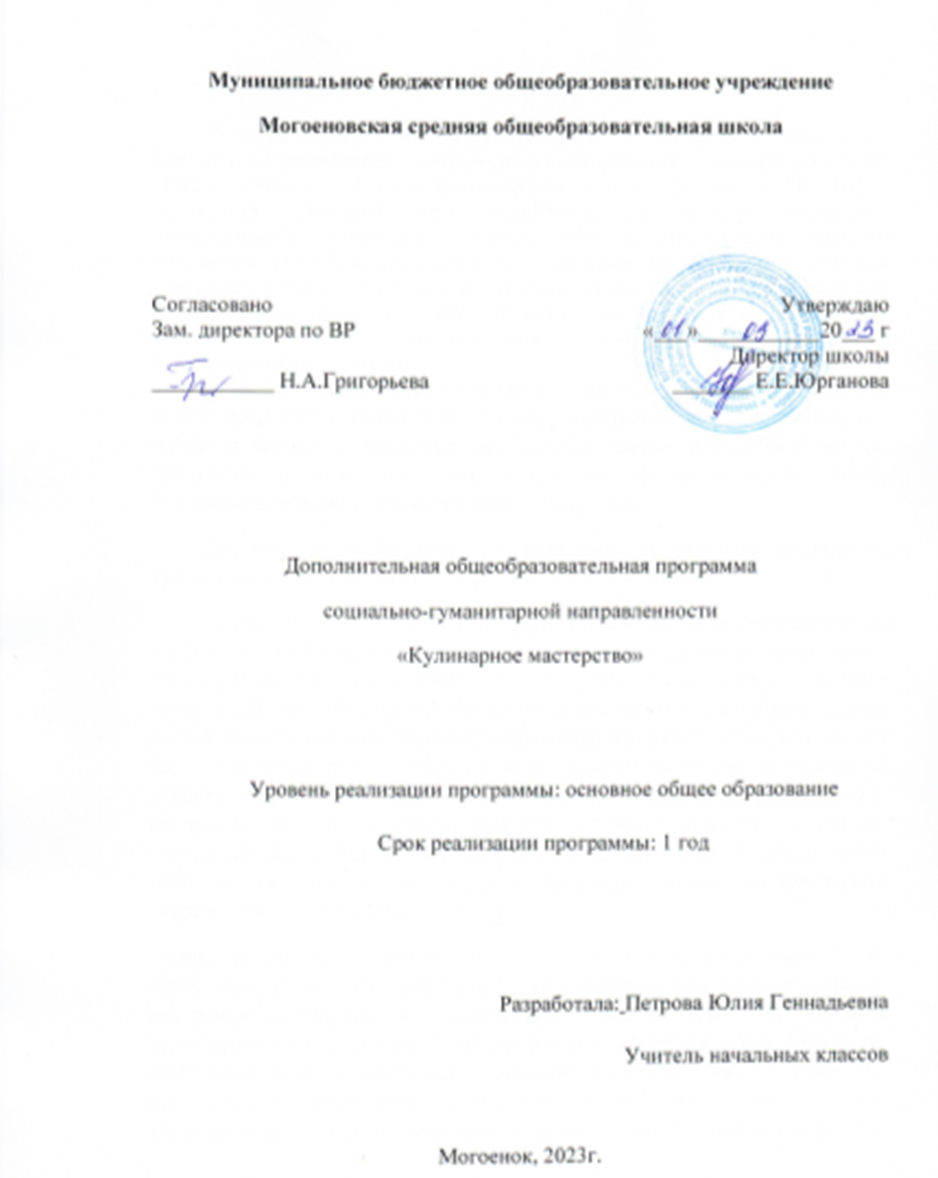 Муниципальное бюджетное общеобразовательное учреждение
Могоеновская средняя общеобразовательная школа
Согласовано
Утверждаю
Зам. директора по ВР
«01» 09 2023 г
Директор школы
Н.А.Григорьева
Е.Е.Юрганова
Дополнительная общеобразовательная программа
социально-гуманитарной направленности
«Кулинарное мастерство»
Уровень реализации программы: основное общее образование
Срок реализации программы: 1 год
Разработала: Петрова Юлия Геннадьевна
Учитель начальных классов
Могоенок, 2023г.